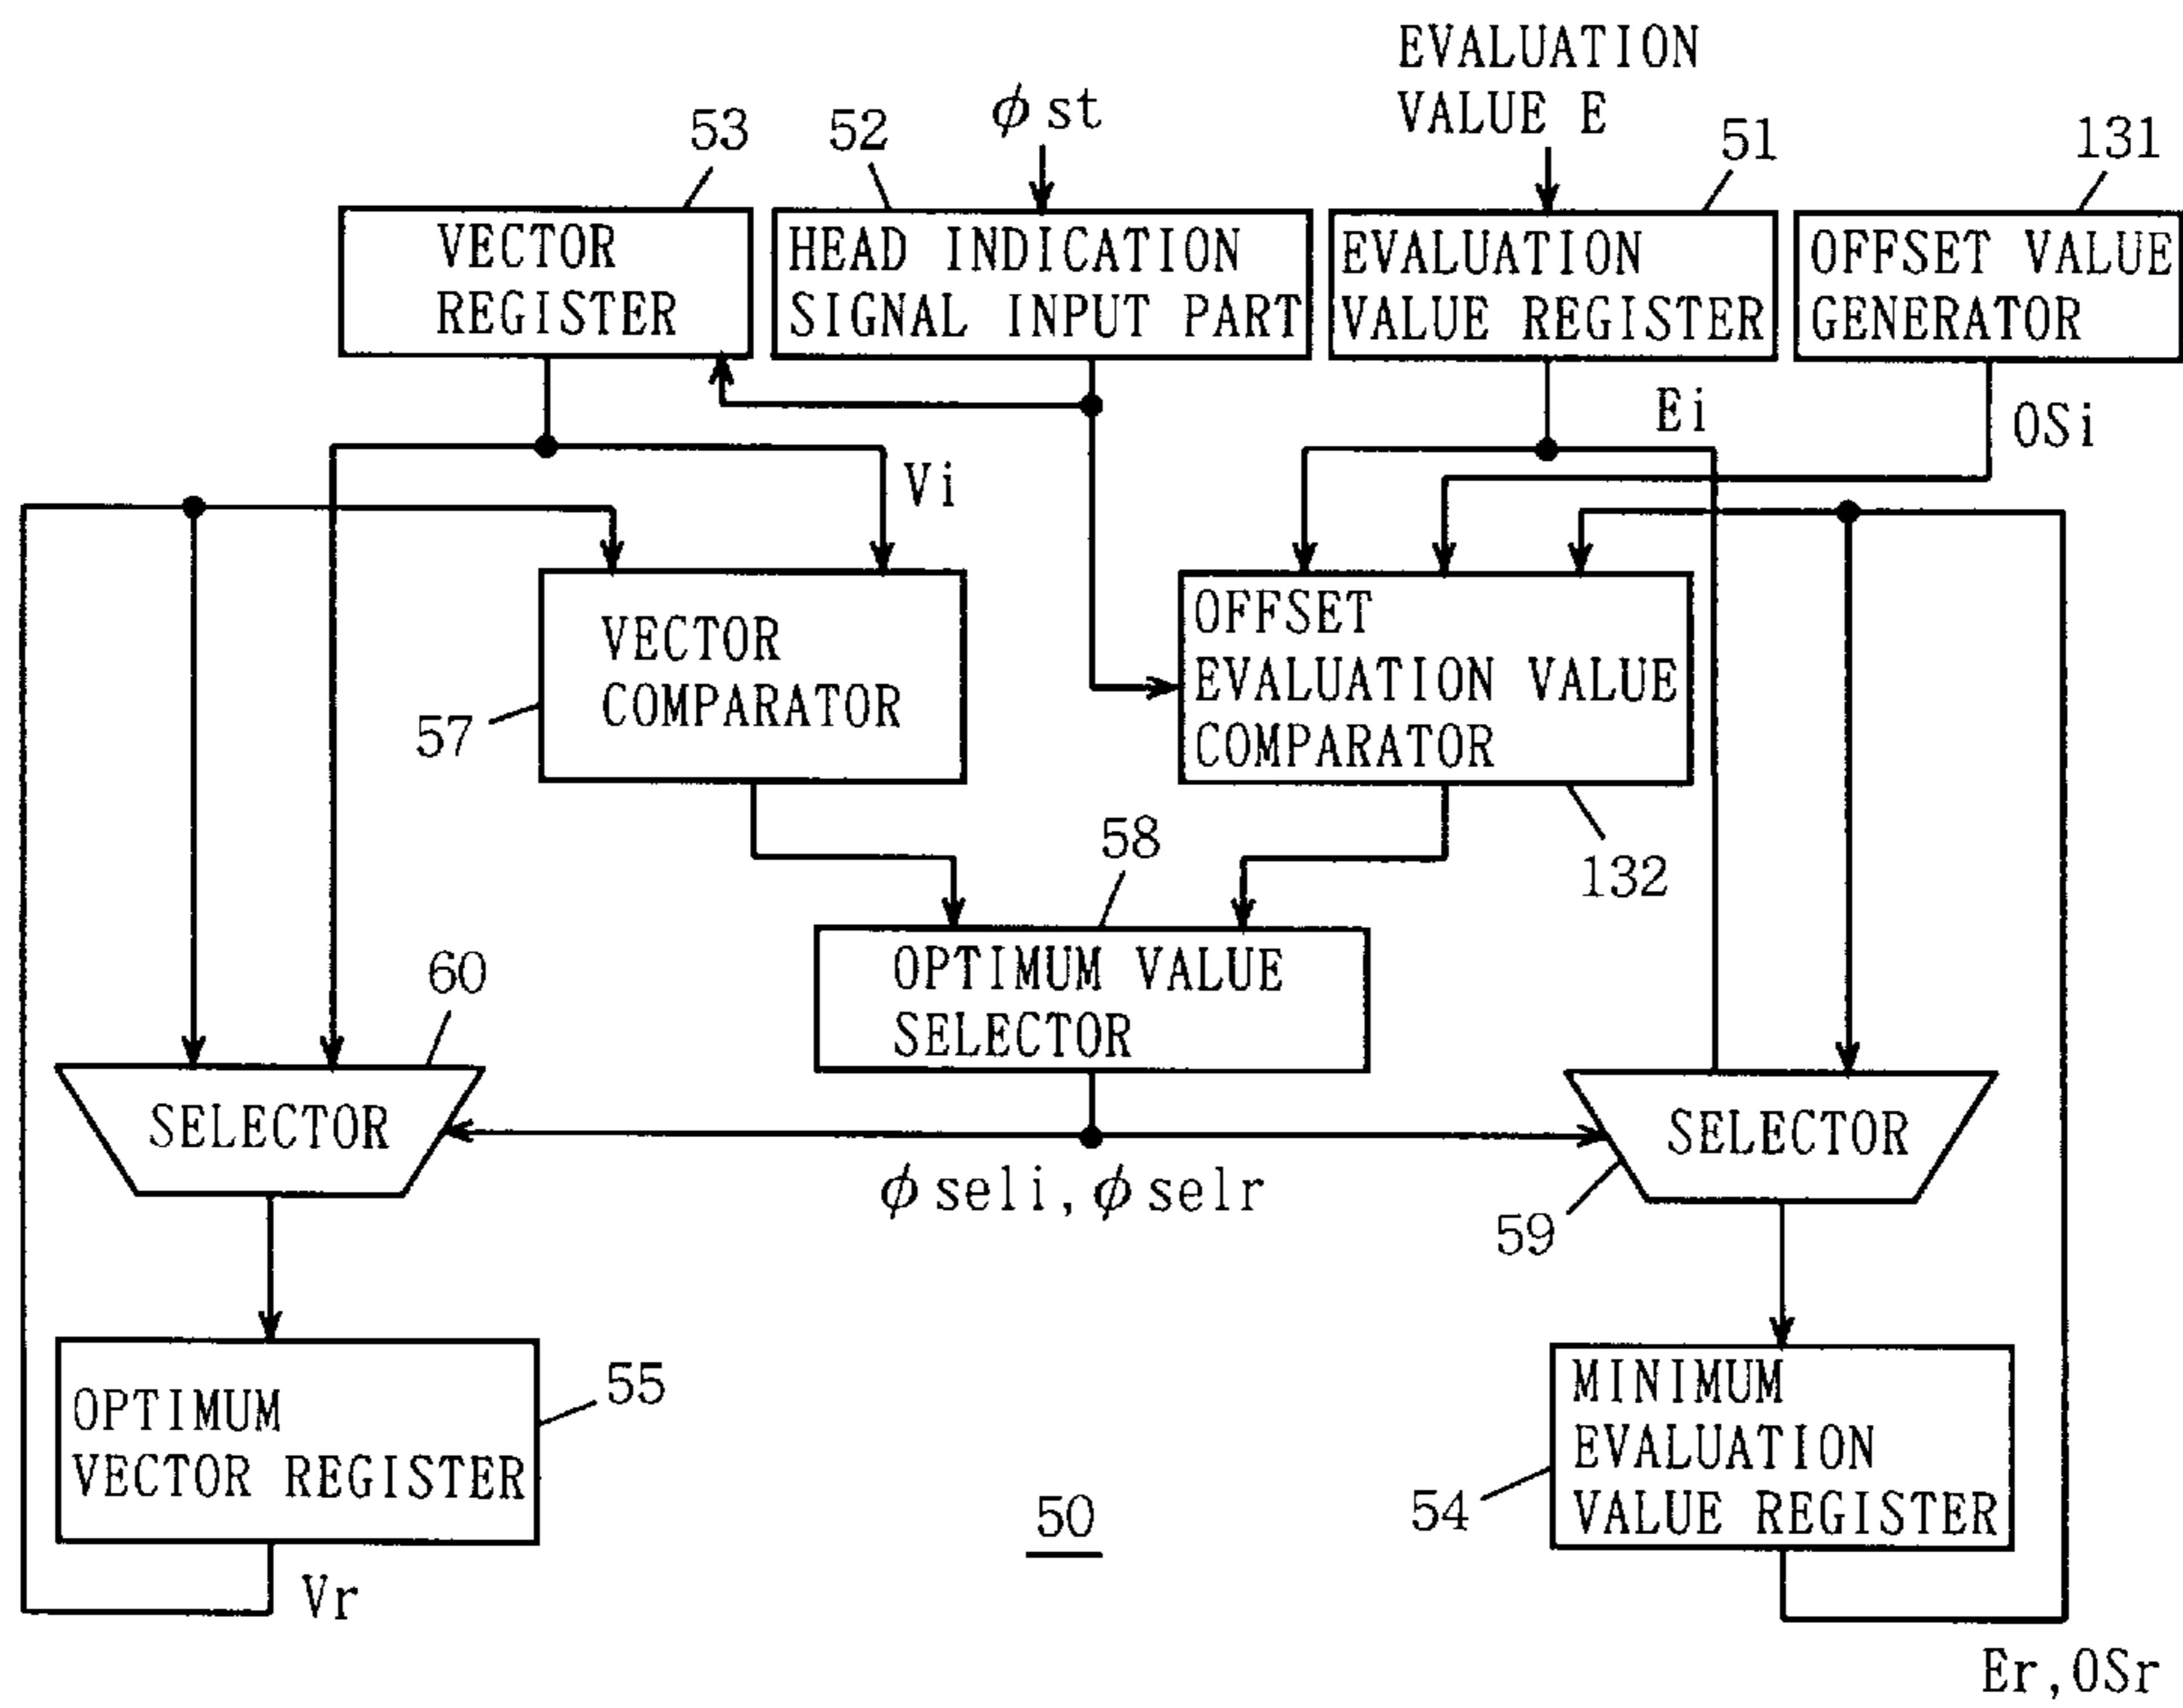 EVALUATION
VALUE E
φst
53
52
51
131
VECTOR
REGISTER
HEAD INDICATION
SIGNAL INPUT PART
EVALUATION
VALUE REGISTER
OFFSET VALUE
GENERATOR
Ei
OSi
Vi
VECTOR
COMPARATOR
57
OFFSET
EVALUATION VALUE
COMPARATOR
132
58
OPTIMUM VALUE
SELECTOR
60
SELECTOR
SELECTOR
59
φseli,φselr
OPTIMUM
VECTOR REGISTER
55
MINIMUM
EVALUATION
VALUE REGISTER
54
50
Vr
Er,OSr